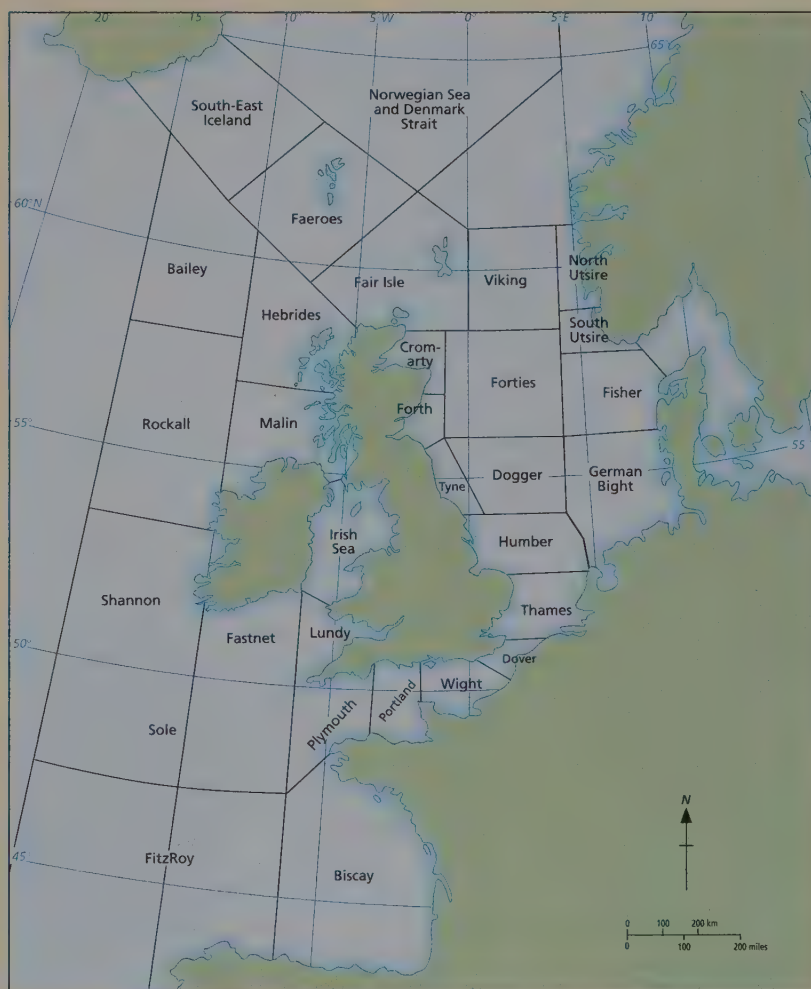 20
15
10
5 W
0
5 E
10
65°
South-East
Iceland
Norwegian Sea
and Denmark
Strait
60°N
Faeroes
Bailey
Fair Isle
Viking
North
Utsire
Hebrides
South
Utsire
Crom-
arty
Forties
Fisher
Forth
55°
Rockall
Malin
55
Tyne
Dogger
German
Bight
Irish
Sea
Humber
Shannon
Thames
Fastnet
Lundy
50°
Dover
Wight
Portland
Plymouth
Sole
N
45
FitzRoy
Biscay
0 100 200 km
0 100 200 miles